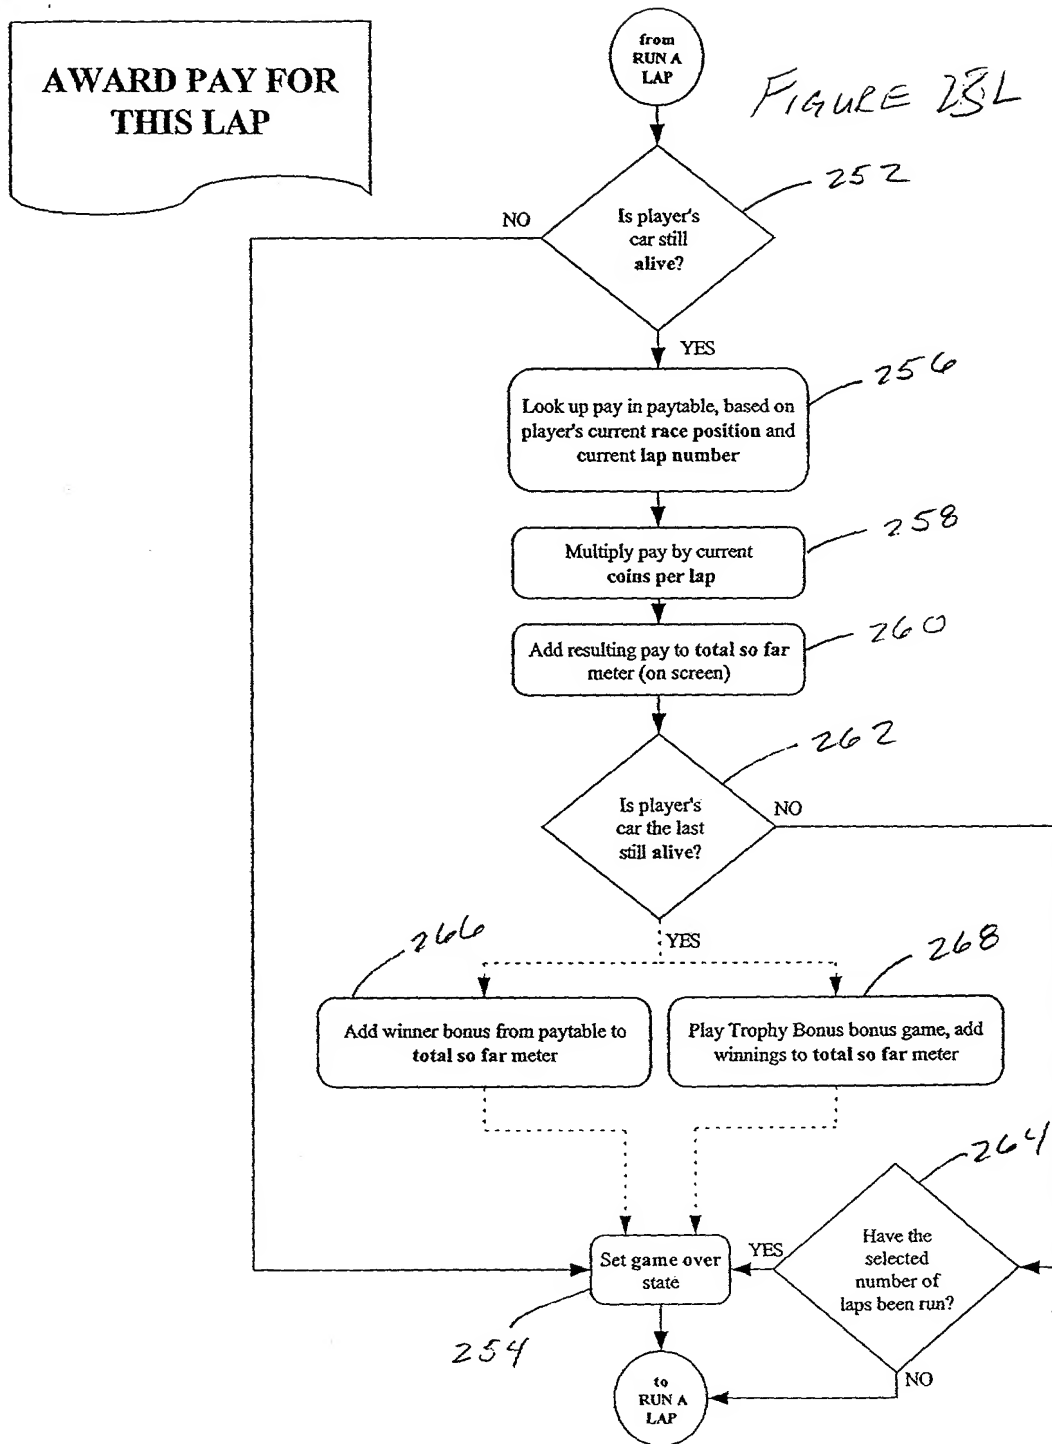 AWARD PAY FOR
THIS LAP
from
RUN A
LAP
FIGURE 28L
252
Is player's
car still
alive?
NO
YES
256
Look up pay in paytable, based on
player's current race position and
current lap number
258
Multiply pay by current
coins per lap
260
Add resulting pay to total so far
meter (on screen)
262
Is player's
car the last
still alive?
NO
YES
266
268
Add winner bonus from paytable to
total so far meter
Play Trophy Bonus bonus game, add
winnings to total so far meter
264
Have the
selected
number of
laps been run?
YES
NO
Set game over
state
254
to
RUN A
LAP